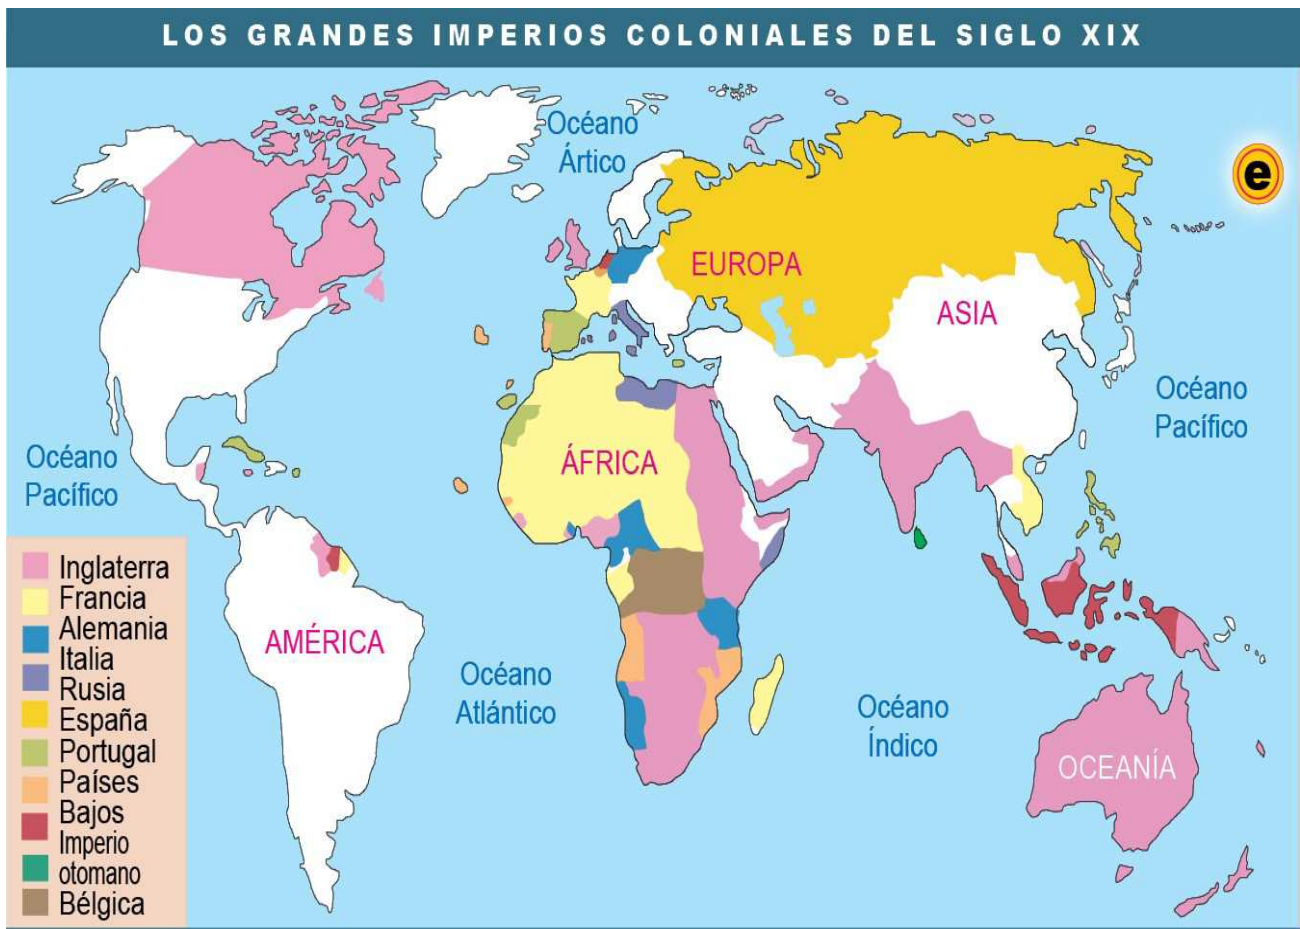 LOS GRANDES IMPERIOS COLONIALES DEL SIGLO XIX
Océano
Ártico
e
EUROPA
ASIA
Océano
Pacífico
ÁFRICA
Océano
Pacífico
AMÉRICA
Océano
Atlántico
Océano
Índico
OCEANÍA
Inglaterra
Francia
Alemania
Italia
Rusia
España
Portugal
Países
Bajos
Imperio
otomano
Bélgica